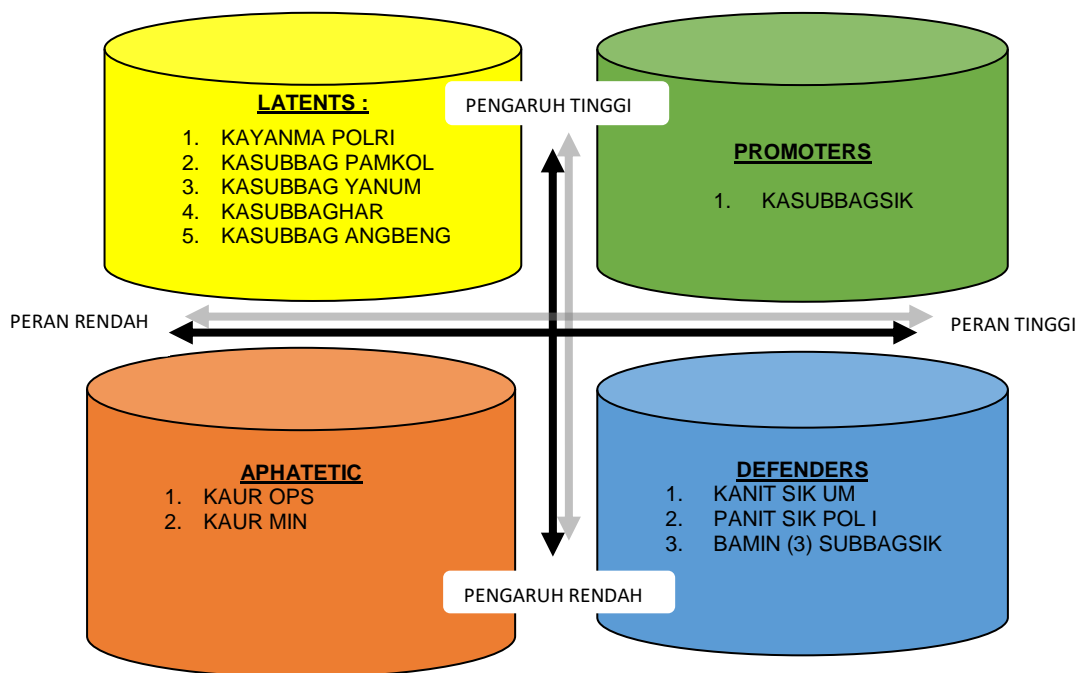 LATENTS :
1. KAYANMA POLRI
2. KASUBBAG PAMKOL
3. KASUBBAG YANUM
4. KASUBBAGHAR
5. KASUBBAG ANGBENG
PENGARUH TINGGI
PROMOTERS
1. KASUBBAGSIK
PERAN RENDAH
PERAN TINGGI
APHATETIC
1. KAUR OPS
2. KAUR MIN
DEFENDERS
1. KANIT SIK UM
2. PANIT SIK POL I
3. BAMIN (3) SUBBAGSIK
PENGARUH RENDAH